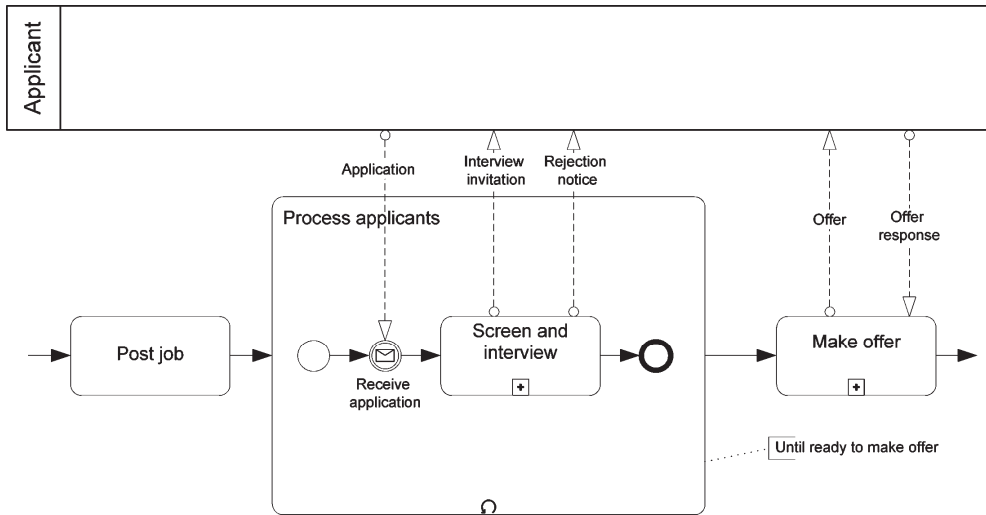 Applicant
Application
Interview
invitation
Rejection
notice
Offer
Offer
response
Process applicants
Post job
Receive
application
Screen and
interview
Make offer
Until ready to make offer